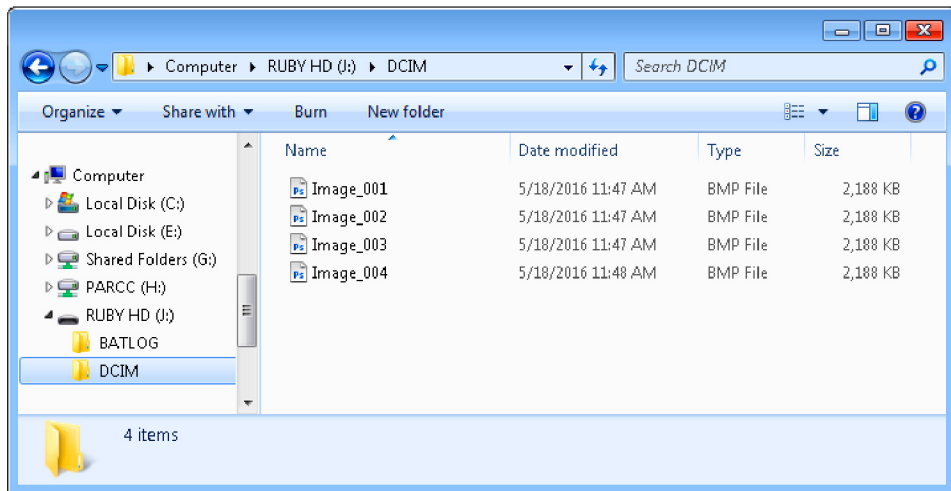 Computer ▸ RUBY HD (J:) ▸ DCIM
Search DCIM
Organize Share with Burn New folder
Computer
Local Disk (C:)
Local Disk (E:)
Shared Folders (G:)
PARCC (H:)
RUBY HD (J:)
BATLOG
DCIM
Name Date modified Type Size
Image_001 5/18/2016 11:47 AM BMP File 2,188 KB
Image_002 5/18/2016 11:47 AM BMP File 2,188 KB
Image_003 5/18/2016 11:47 AM BMP File 2,188 KB
Image_004 5/18/2016 11:48 AM BMP File 2,188 KB
4 items